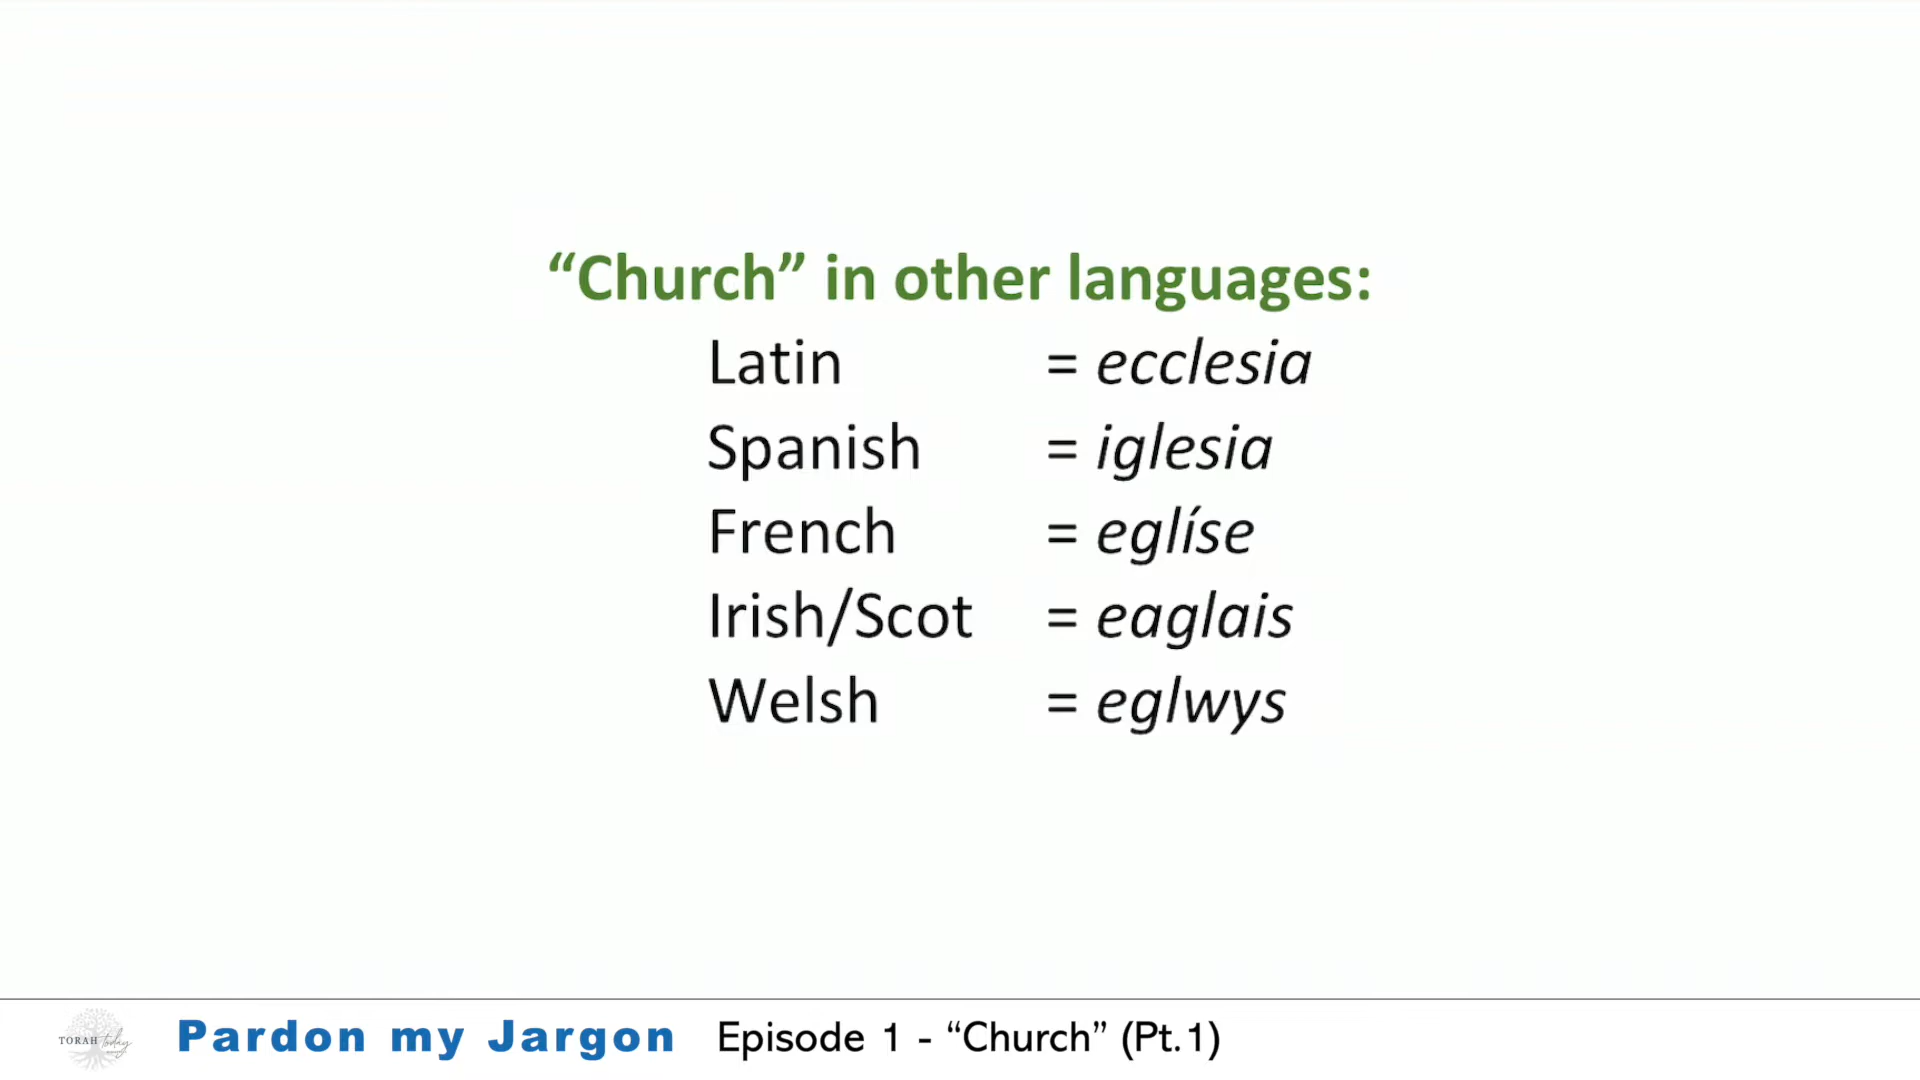 “Church” in other languages:
Latin = ecclesia
Spanish = iglesia
French = eglíse
Irish/Scot = eaglais
Welsh = eglwys
TORAH today
Pardon my Jargon Episode 1 - “Church” (Pt.1)